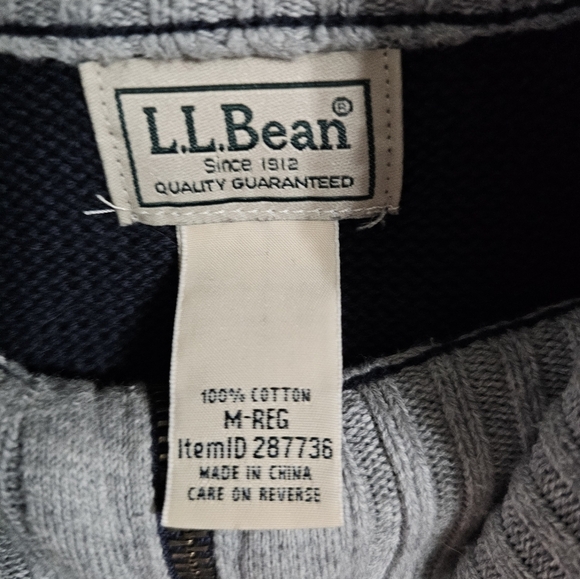 L.L.Bean®
Since 1912
QUALITY GUARANTEED
100% COTTON
M-REG
ItemID 287736
MADE IN CHINA
CARE ON REVERSE